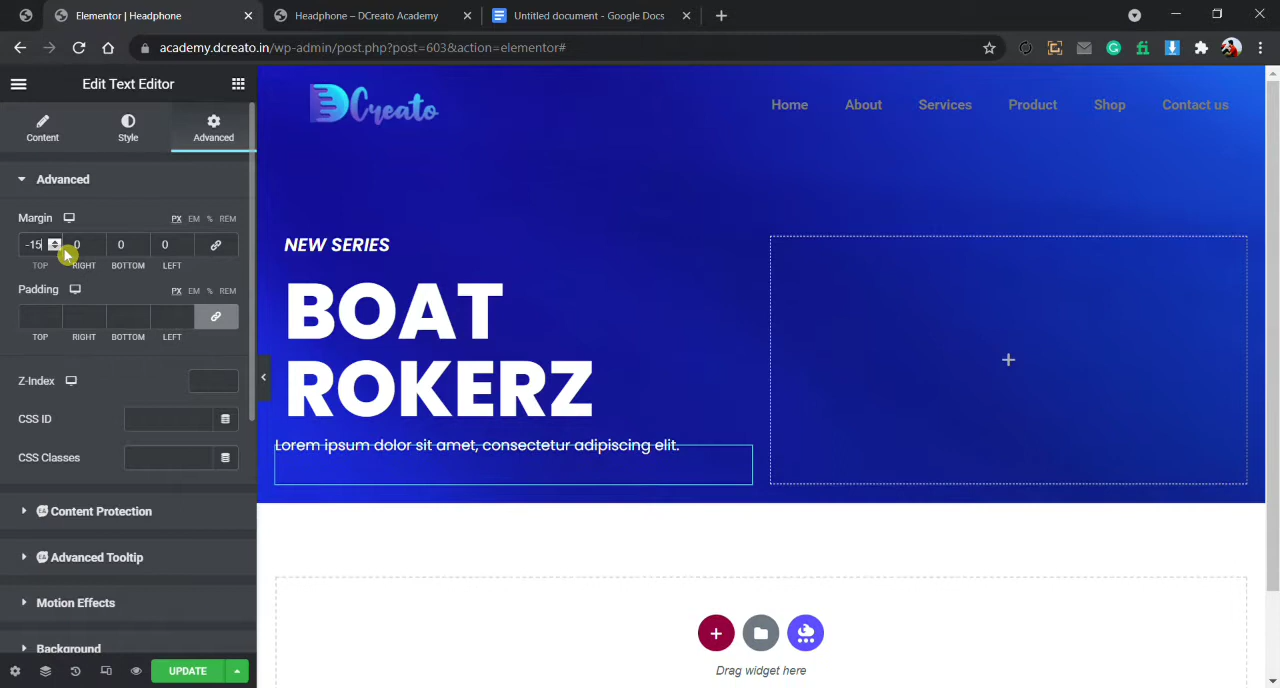 Elementor | Headphone
Headphone – DCreato Academy
Untitled document - Google Docs
academy.dcreato.in/wp-admin/post.php?post=603&action=elementor#
Edit Text Editor
Content
Style
Advanced
DCreato
Home
About
Services
Product
Shop
Contact us
Advanced
Margin
PX EM % REM
-15 0 0 0
TOP RIGHT BOTTOM LEFT
Padding
PX EM % REM
TOP RIGHT BOTTOM LEFT
Z-Index
CSS ID
CSS Classes
Content Protection
Advanced Tooltip
Motion Effects
Background
UPDATE
NEW SERIES
BOAT
ROKERZ
Lorem ipsum dolor sit amet, consectetur adipiscing elit.
Drag widget here